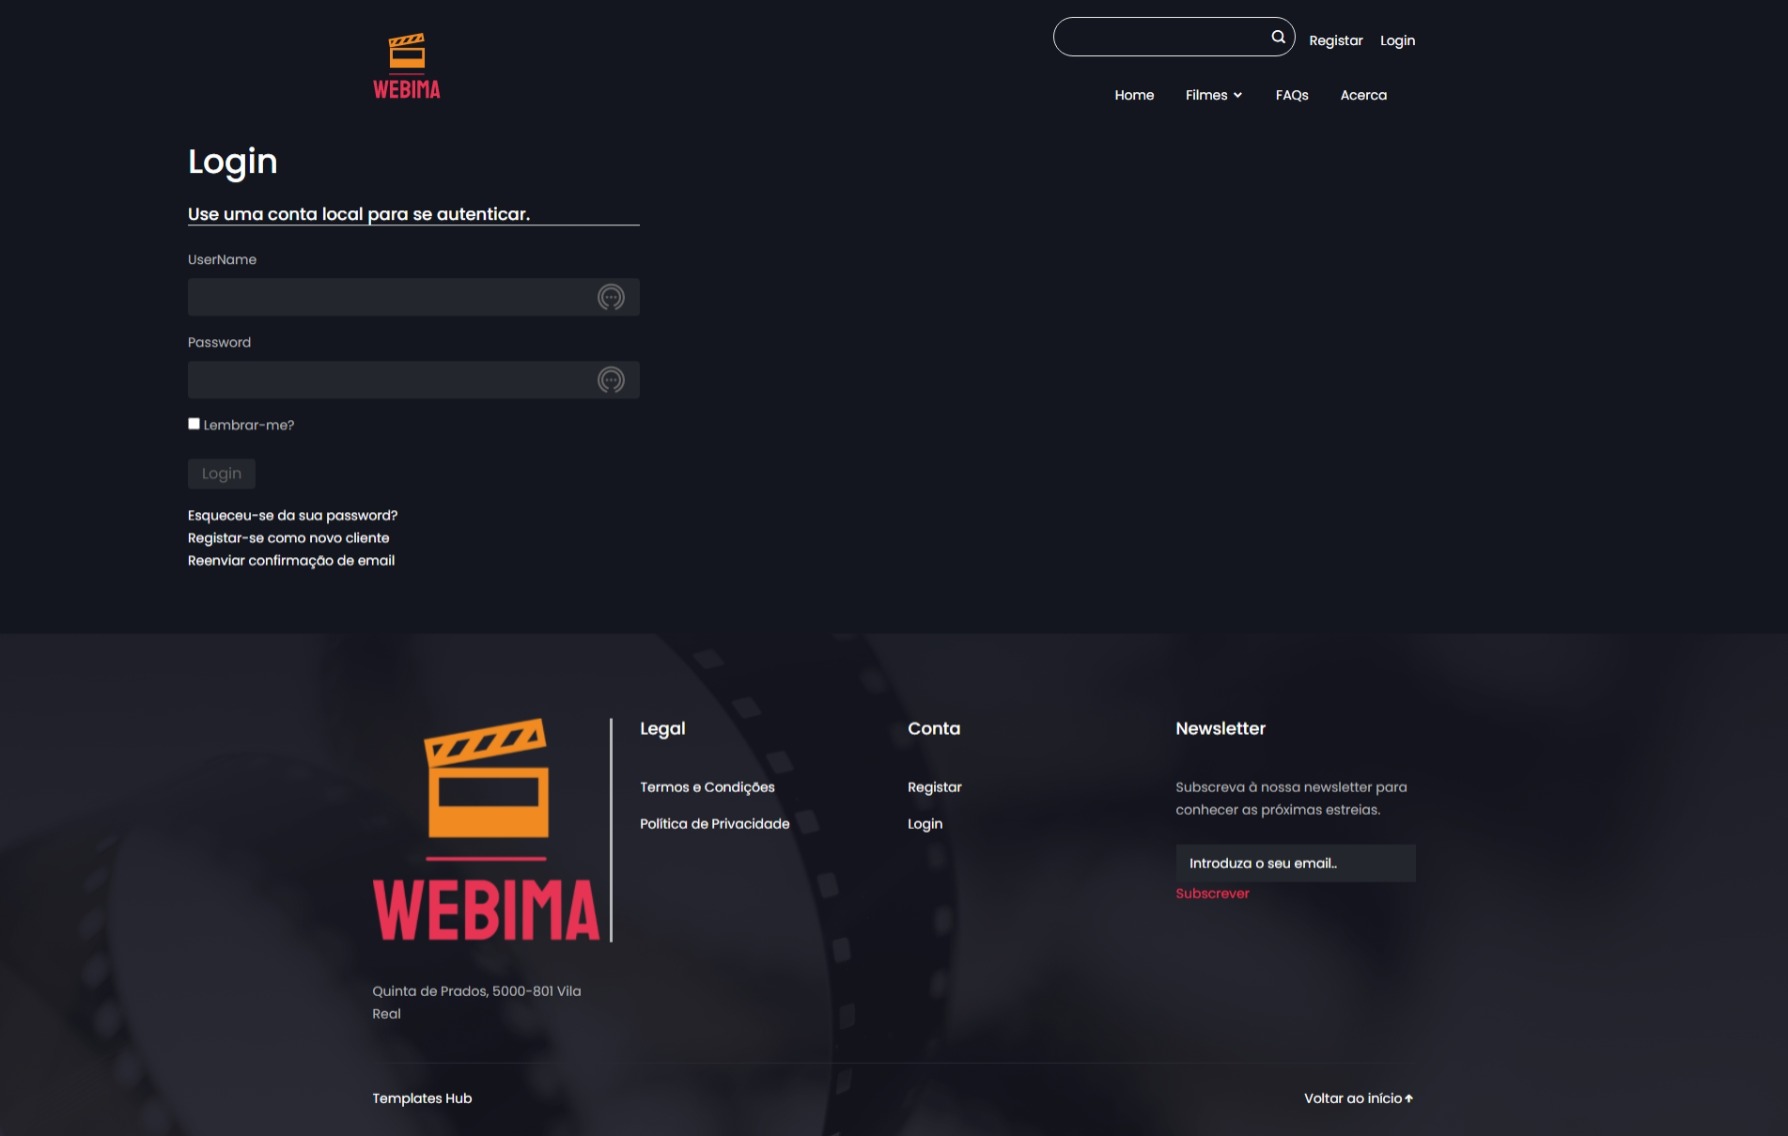 WEBIMA
Registar
Login
Home
Filmes
FAQs
Acerca
Login
Use uma conta local para se autenticar.
UserName
Password
Lembrar-me?
Login
Esqueceu-se da sua password?
Registar-se como novo cliente
Reenviar confirmação de email
WEBIMA
Quinta de Prados, 5000-801 Vila
Real
Legal
Termos e Condições
Política de Privacidade
Conta
Registar
Login
Newsletter
Subscreva à nossa newsletter para
conhecer as próximas estreias.
Introduza o seu email..
Subscrever
Templates Hub
Voltar ao início